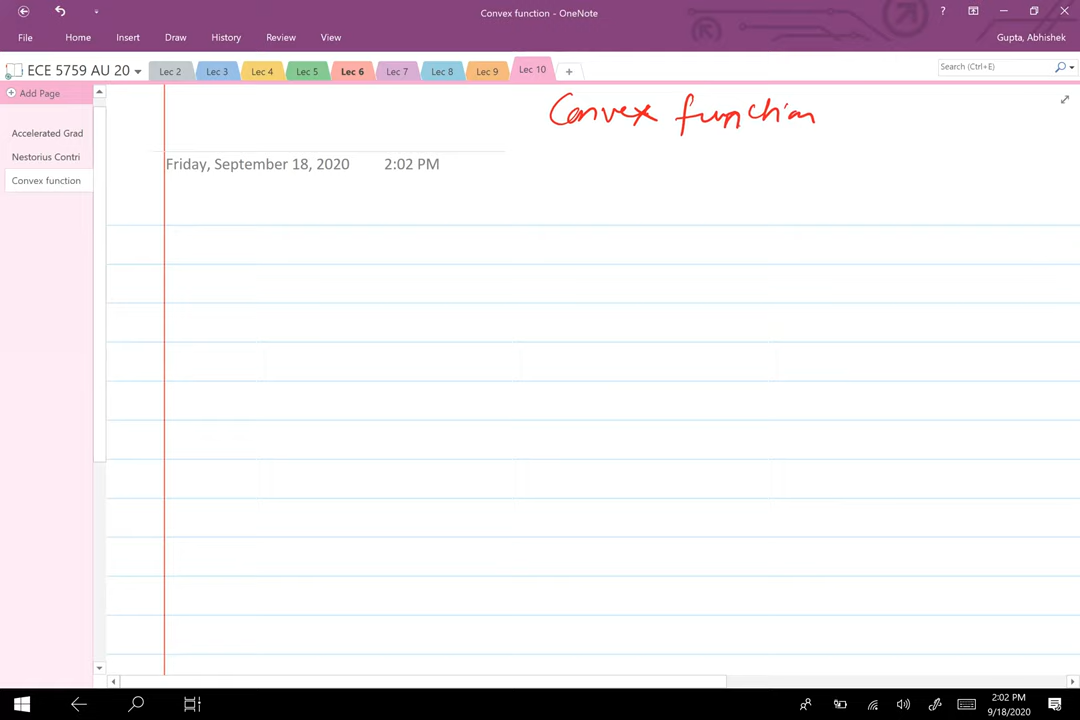 Convex function - OneNote
?
File Home Insert Draw History Review View Gupta, Abhishek
ECE 5759 AU 20 Lec 2 Lec 3 Lec 4 Lec 5 Lec 6 Lec 7 Lec 8 Lec 9 Lec 10 + Search (Ctrl+E)
Add Page
Convex function
Accelerated Grad
Nestorius Contri
Convex function
Friday, September 18, 2020 2:02 PM
2:02 PM
9/18/2020